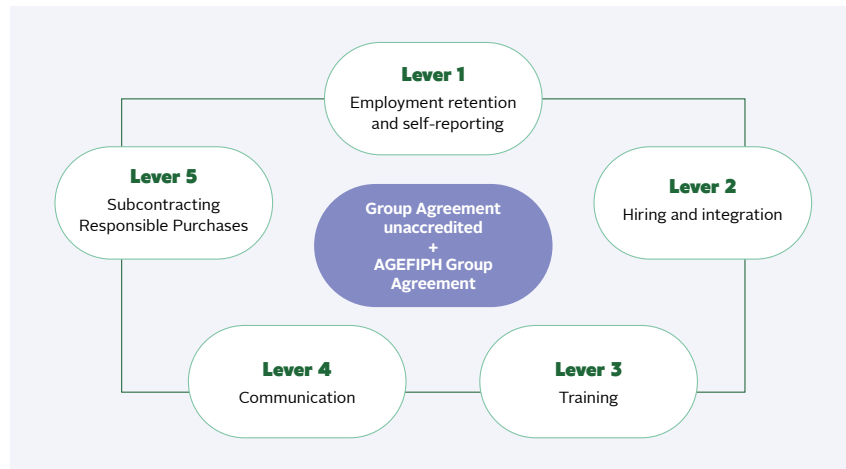 Lever 1
Employment retention
and self-reporting
Lever 5
Subcontracting
Responsible Purchases
Lever 2
Hiring and integration
Group Agreement
unaccredited
+
AGEFIPH Group
Agreement
Lever 4
Communication
Lever 3
Training